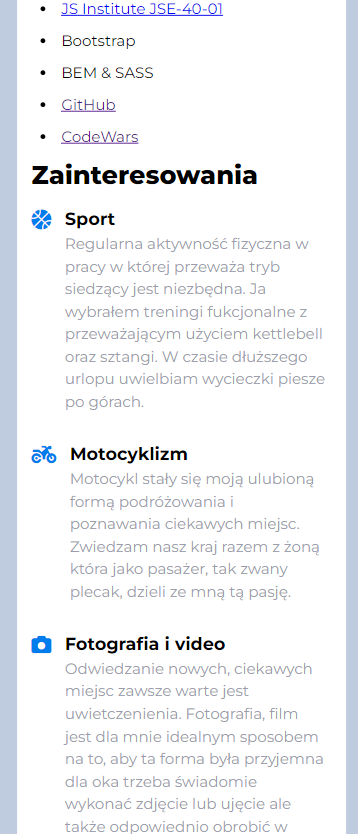 JS Institute JSE-40-01
Bootstrap
BEM & SASS
GitHub
CodeWars
Zainteresowania
Sport
Regularna aktywność fizyczna w
pracy w której przeważa tryb
siedzący jest niezbędna. Ja
wybrałem treningi fukcjonalne z
przeważającym użyciem kettlebell
oraz sztangi. W czasie dłuższego
urlopu uwielbiam wycieczki piesze
po górach.
Motocyklizm
Motocykl stały się moją ulubioną
formą podróżowania i
poznawania ciekawych miejsc.
Zwiedzam nasz kraj razem z żoną
która jako pasażer, tak zwany
plecak, dzieli ze mną tą pasję.
Fotografia i video
Odwiedzanie nowych, ciekawych
miejsc zawsze warte jest
uwietczenienia. Fotografia, film
jest dla mnie idealnym sposobem
na to, aby ta forma była przyjemna
dla oka trzeba świadomie
wykonać zdjęcie lub ujęcie ale
także odpowiednio obrobić w